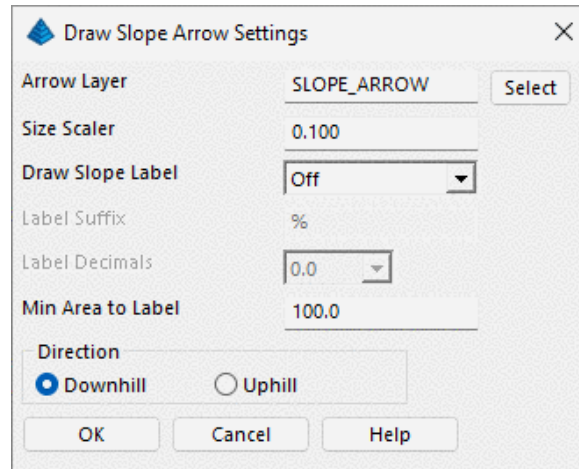 Draw Slope Arrow Settings
Arrow Layer SLOPE_ARROW Select
Size Scaler 0.100
Draw Slope Label Off
Label Suffix %
Label Decimals 0.0
Min Area to Label 100.0
Direction
Downhill Uphill
OK Cancel Help